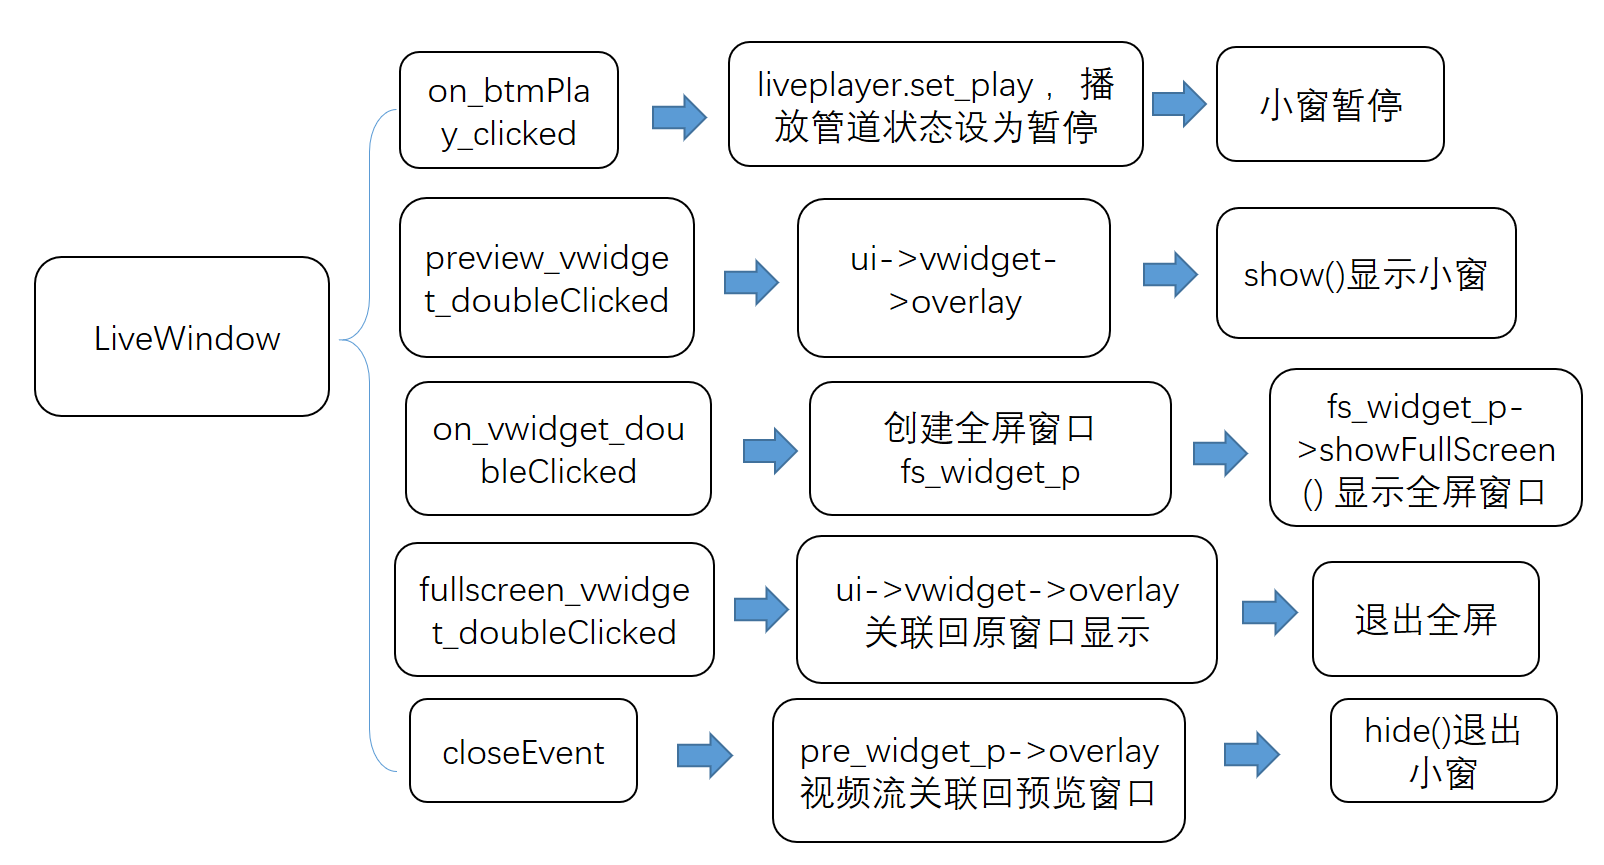 LiveWindow
on_btmPla
y_clicked
liveplayer.set_play ，播
放管道状态设为暂停
小窗暂停
preview_vwidge
t_doubleClicked
ui->vwidget-
>overlay
show()显示小窗
on_vwidget_dou
bleClicked
创建全屏窗口
fs_widget_p
fs_widget_p-
>showFullScreen
() 显示全屏窗口
fullscreen_vwidge
t_doubleClicked
ui->vwidget->overlay
关联回原窗口显示
退出全屏
closeEvent
pre_widget_p->overlay
视频流关联回预览窗口
hide()退出
小窗